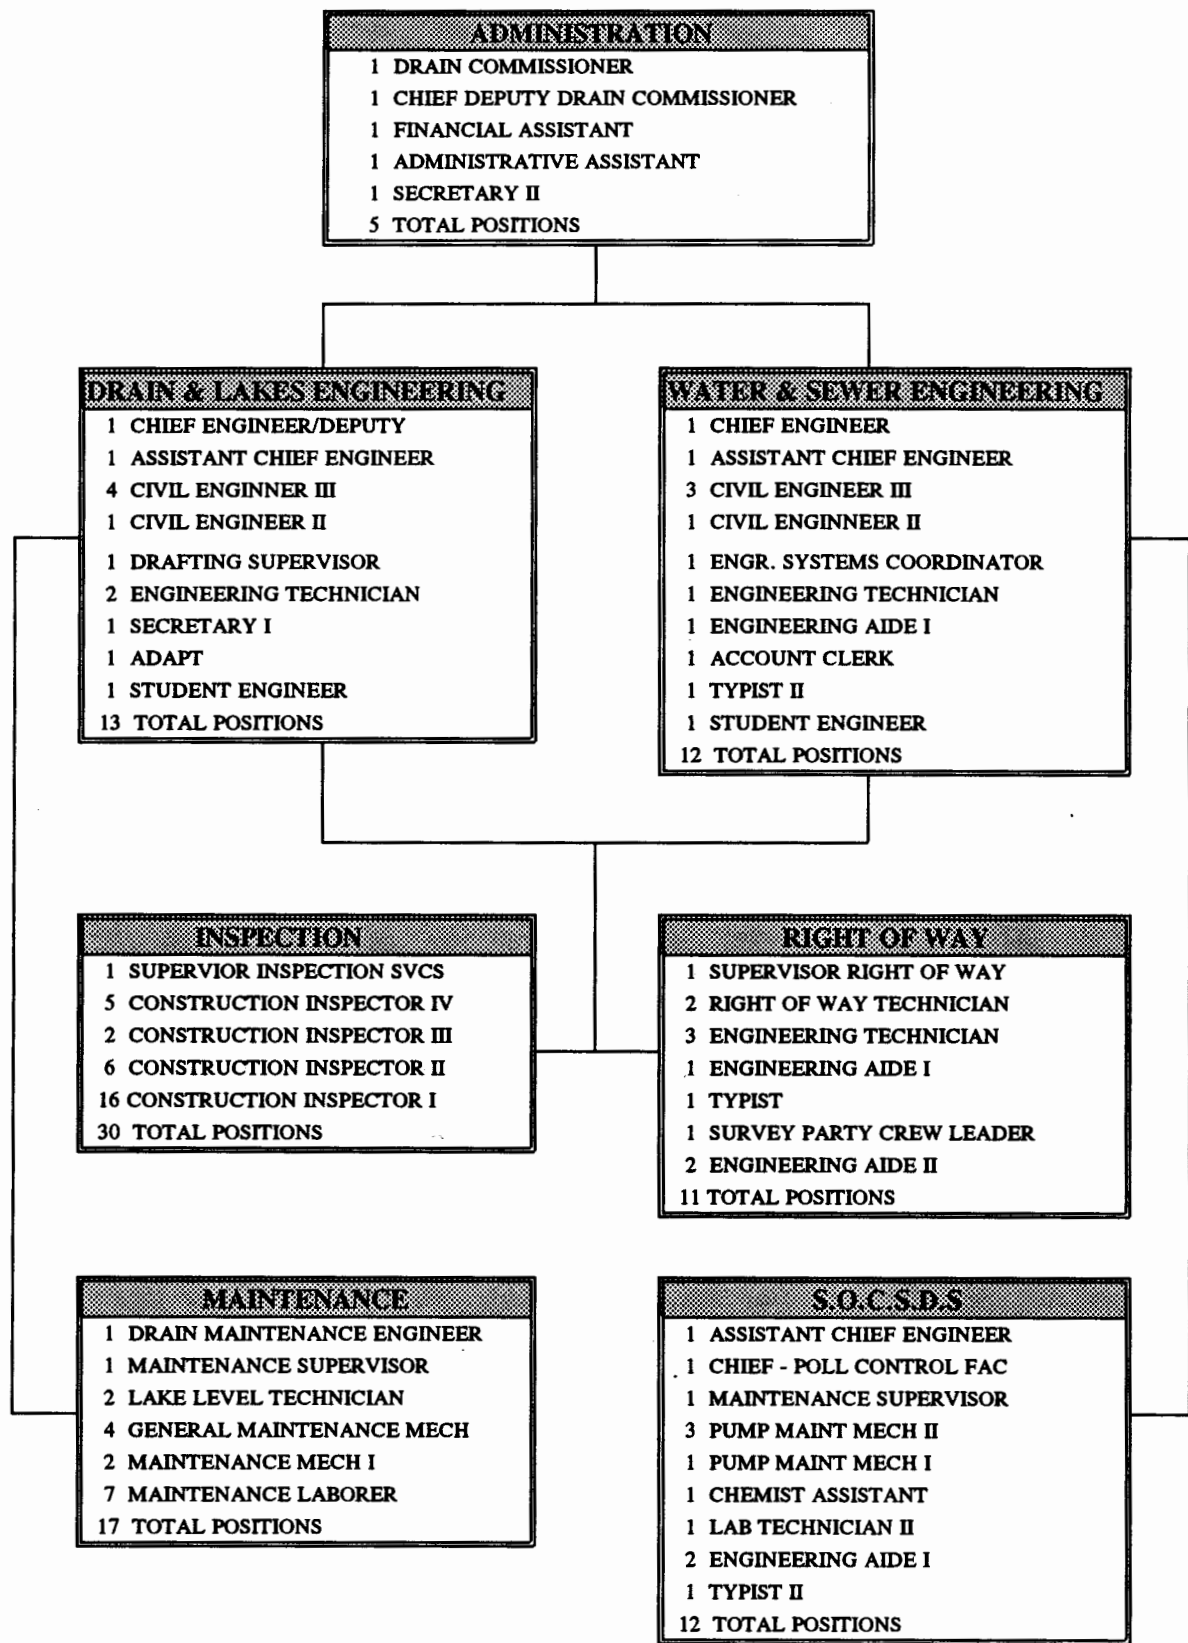 ADMINISTRATION
1 DRAIN COMMISSIONER
1 CHIEF DEPUTY DRAIN COMMISSIONER
1 FINANCIAL ASSISTANT
1 ADMINISTRATIVE ASSISTANT
1 SECRETARY II
5 TOTAL POSITIONS
DRAIN & LAKES ENGINEERING
1 CHIEF ENGINEER/DEPUTY
1 ASSISTANT CHIEF ENGINEER
4 CIVIL ENGINNER III
1 CIVIL ENGINEER II
1 DRAFTING SUPERVISOR
2 ENGINEERING TECHNICIAN
1 SECRETARY I
1 ADAPT
1 STUDENT ENGINEER
13 TOTAL POSITIONS
WATER & SEWER ENGINEERING
1 CHIEF ENGINEER
1 ASSISTANT CHIEF ENGINEER
3 CIVIL ENGINEER III
1 CIVIL ENGINNEER II
1 ENGR. SYSTEMS COORDINATOR
1 ENGINEERING TECHNICIAN
1 ENGINEERING AIDE I
1 ACCOUNT CLERK
1 TYPIST II
1 STUDENT ENGINEER
12 TOTAL POSITIONS
INSPECTION
1 SUPERVIOR INSPECTION SVCS
5 CONSTRUCTION INSPECTOR IV
2 CONSTRUCTION INSPECTOR III
6 CONSTRUCTION INSPECTOR II
16 CONSTRUCTION INSPECTOR I
30 TOTAL POSITIONS
RIGHT OF WAY
1 SUPERVISOR RIGHT OF WAY
2 RIGHT OF WAY TECHNICIAN
3 ENGINEERING TECHNICIAN
1 ENGINEERING AIDE I
1 TYPIST
1 SURVEY PARTY CREW LEADER
2 ENGINEERING AIDE II
11 TOTAL POSITIONS
MAINTENANCE
1 DRAIN MAINTENANCE ENGINEER
1 MAINTENANCE SUPERVISOR
2 LAKE LEVEL TECHNICIAN
4 GENERAL MAINTENANCE MECH
2 MAINTENANCE MECH I
7 MAINTENANCE LABORER
17 TOTAL POSITIONS
S.O.C.S.D.S
1 ASSISTANT CHIEF ENGINEER
1 CHIEF - POLL CONTROL FAC
1 MAINTENANCE SUPERVISOR
3 PUMP MAINT MECH II
1 PUMP MAINT MECH I
1 CHEMIST ASSISTANT
1 LAB TECHNICIAN II
2 ENGINEERING AIDE I
1 TYPIST II
12 TOTAL POSITIONS